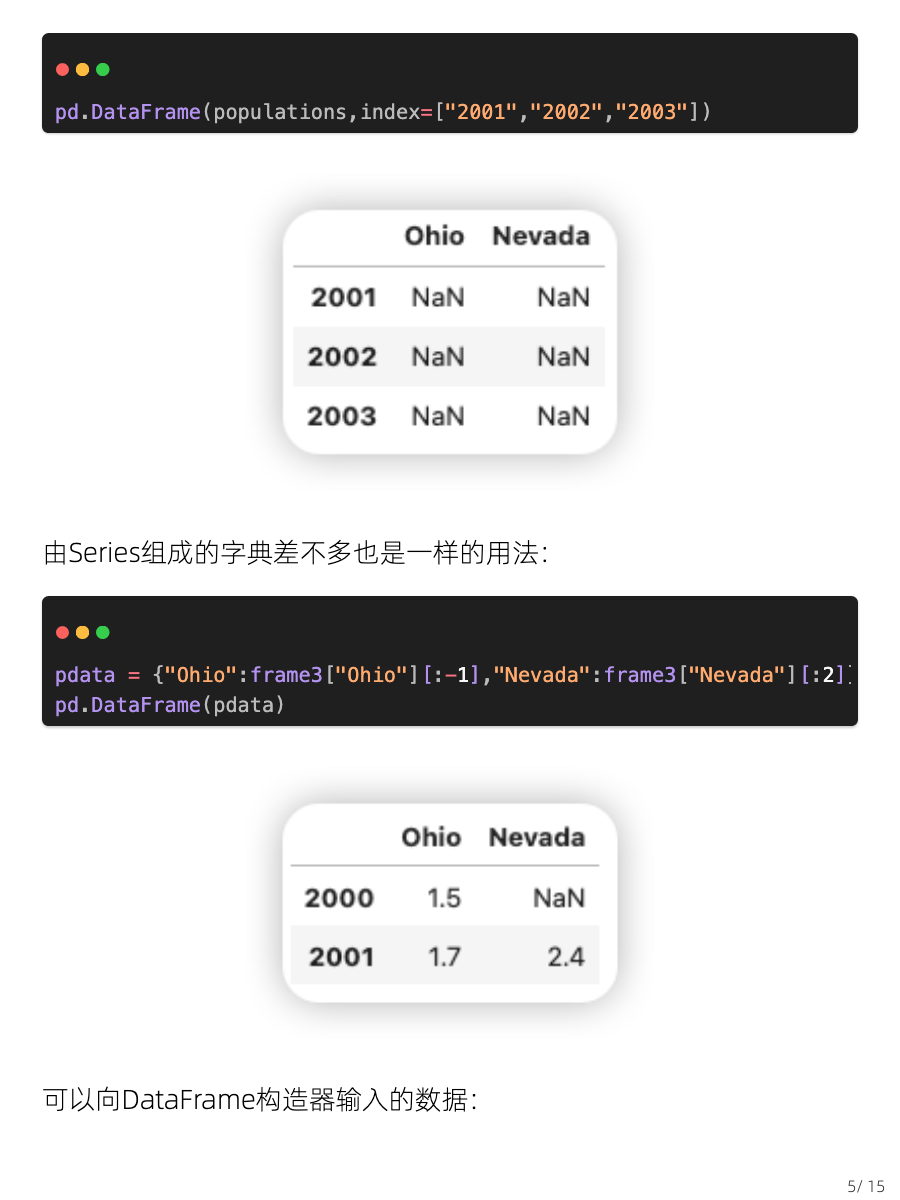 pd.DataFrame(populations,index=["2001","2002","2003"])
Ohio Nevada
2001 NaN NaN
2002 NaN NaN
2003 NaN NaN
由Series组成的字典差不多也是一样的用法：
pdata = {"Ohio":frame3["Ohio"][:-1],"Nevada":frame3["Nevada"][:2]
pd.DataFrame(pdata)
Ohio Nevada
2000 1.5 NaN
2001 1.7 2.4
可以向DataFrame构造器输入的数据：
5/ 15